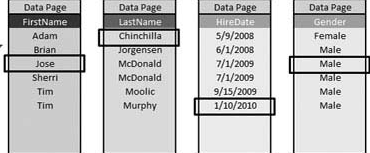 Data Page Data Page Data Page Data Page
FirstName LastName HireDate Gender
Adam Chinchilla 5/9/2008 Female
Brian Jorgensen 6/1/2008 Male
Jose McDonald 7/1/2009 Male
Sherri McDonald 7/1/2009 Male
Tim Moolic 9/15/2009 Male
Tim Murphy 1/10/2010 Male